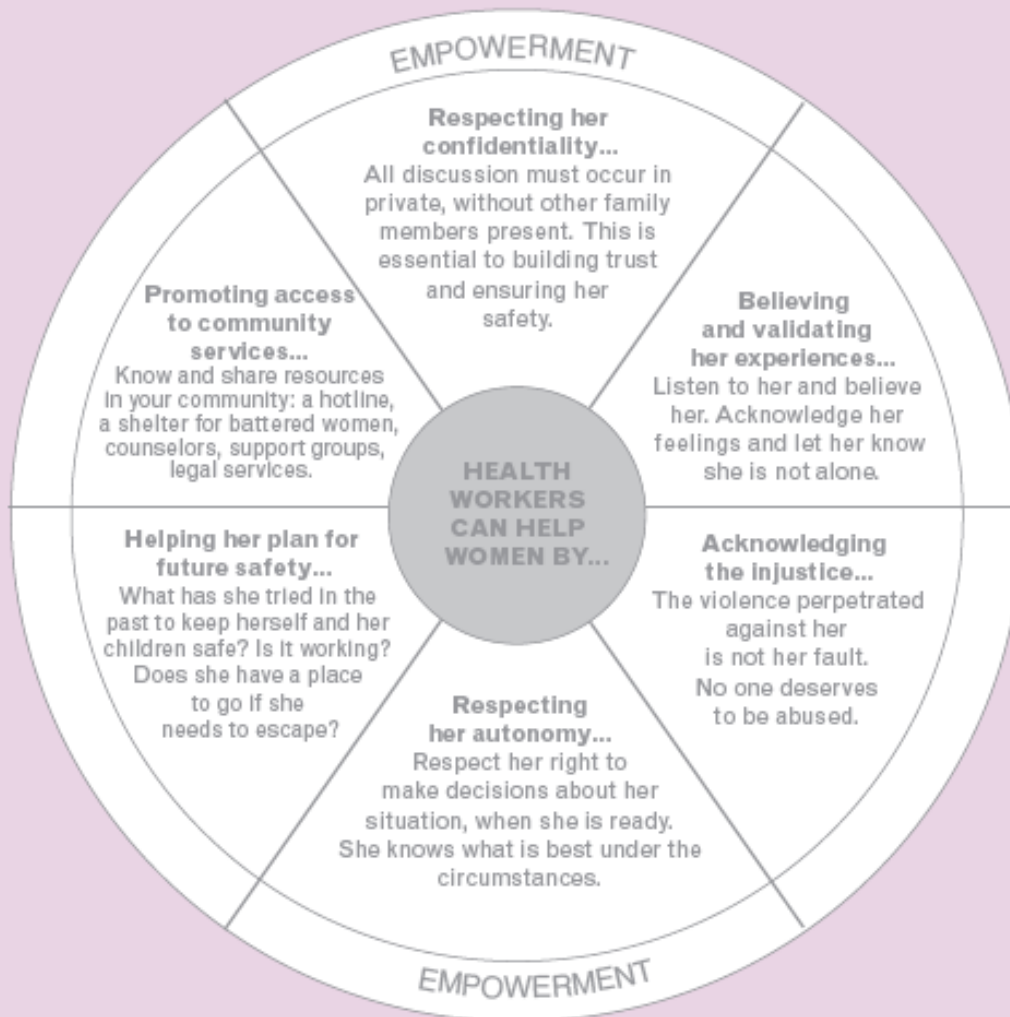 EMPOWERMENT
Respecting her
confidentiality...
All discussion must occur in
private, without other family
members present. This is
essential to building trust
and ensuring her
safety.
Believing
and validating
her experiences...
Listen to her and believe
her. Acknowledge her
feelings and let her know
she is not alone.
Acknowledging
the injustice...
The violence perpetrated
against her
is not her fault.
No one deserves
to be abused.
Respecting
her autonomy...
Respect her right to
make decisions about her
situation, when she is ready.
She knows what is best under the
circumstances.
Helping her plan for
future safety...
What has she tried in the
past to keep herself and her
children safe? Is it working?
Does she have a place
to go if she
needs to escape?
Promoting access
to community
services...
Know and share resources
in your community: a hotline,
a shelter for battered women,
counselors, support groups,
legal services.
HEALTH
WORKERS
CAN HELP
WOMEN BY...
EMPOWERMENT